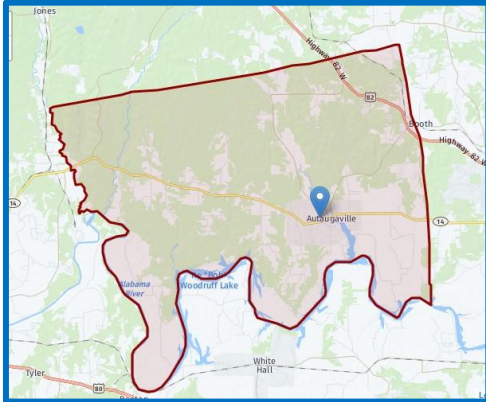 Jones
Highway 82 W
82
Booth
Highway 82 W
14
Autaugaville
14
Alabama
River
Woodruff Lake
White
Hall
Tyler
80